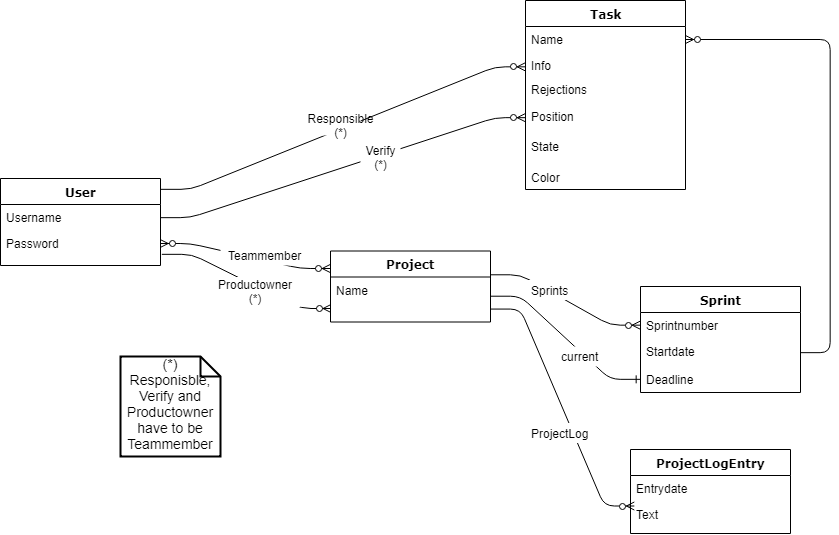 Task
Name
Info
Rejections
Position
State
Color
Responsible
(*)
Verify
(*)
User
Username
Password
Teammember
Productowner
(*)
Project
Name
Sprints
current
ProjectLog
Sprint
Sprintnumber
Startdate
Deadline
(*)
Responisble,
Verify and
Productowner
have to be
Teammember
ProjectLogEntry
Entrydate
Text